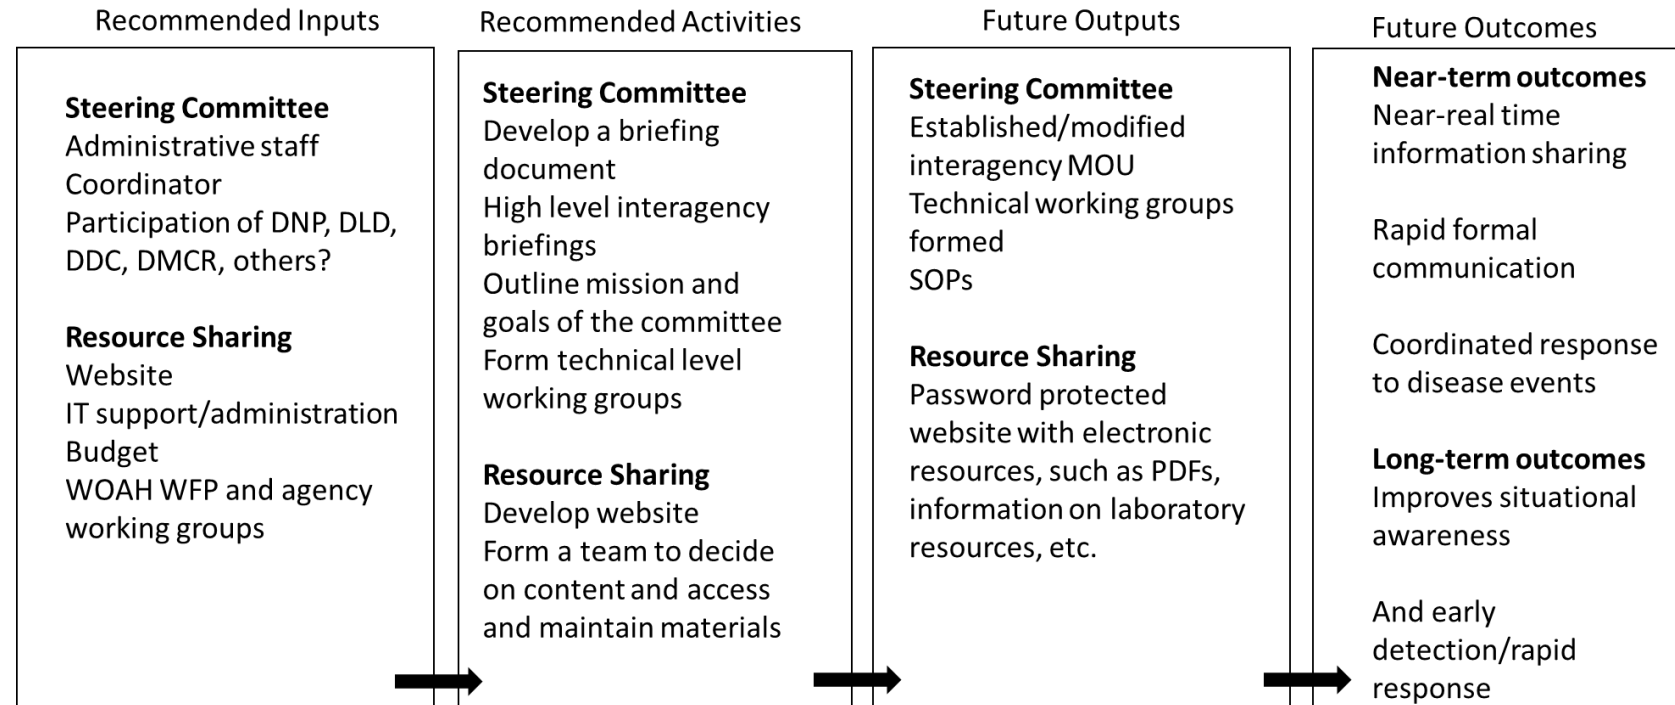 Recommended Inputs
Steering Committee
Administrative staff
Coordinator
Participation of DNP, DLD,
DDC, DMCR, others?
Resource Sharing
Website
IT support/administration
Budget
WOAH WFP and agency
working groups
Recommended Activities
Steering Committee
Develop a briefing
document
High level interagency
briefings
Outline mission and
goals of the committee
Form technical level
working groups
Resource Sharing
Develop website
Form a team to decide
on content and access
and maintain materials
Future Outputs
Steering Committee
Established/modified
interagency MOU
Technical working groups
formed
SOPs
Resource Sharing
Password protected
website with electronic
resources, such as PDFs,
information on laboratory
resources, etc.
Future Outcomes
Near-term outcomes
Near-real time
information sharing
Rapid formal
communication
Coordinated response
to disease events
Long-term outcomes
Improves situational
awareness
And early
detection/rapid
response